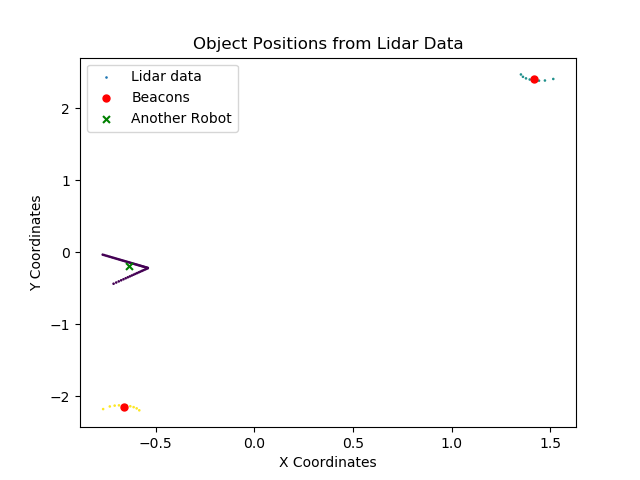 Object Positions from Lidar Data
Lidar data
Beacons
Another Robot
2
1
0
−1
−2
Y Coordinates
−0.5
0.0
0.5
1.0
1.5
X Coordinates